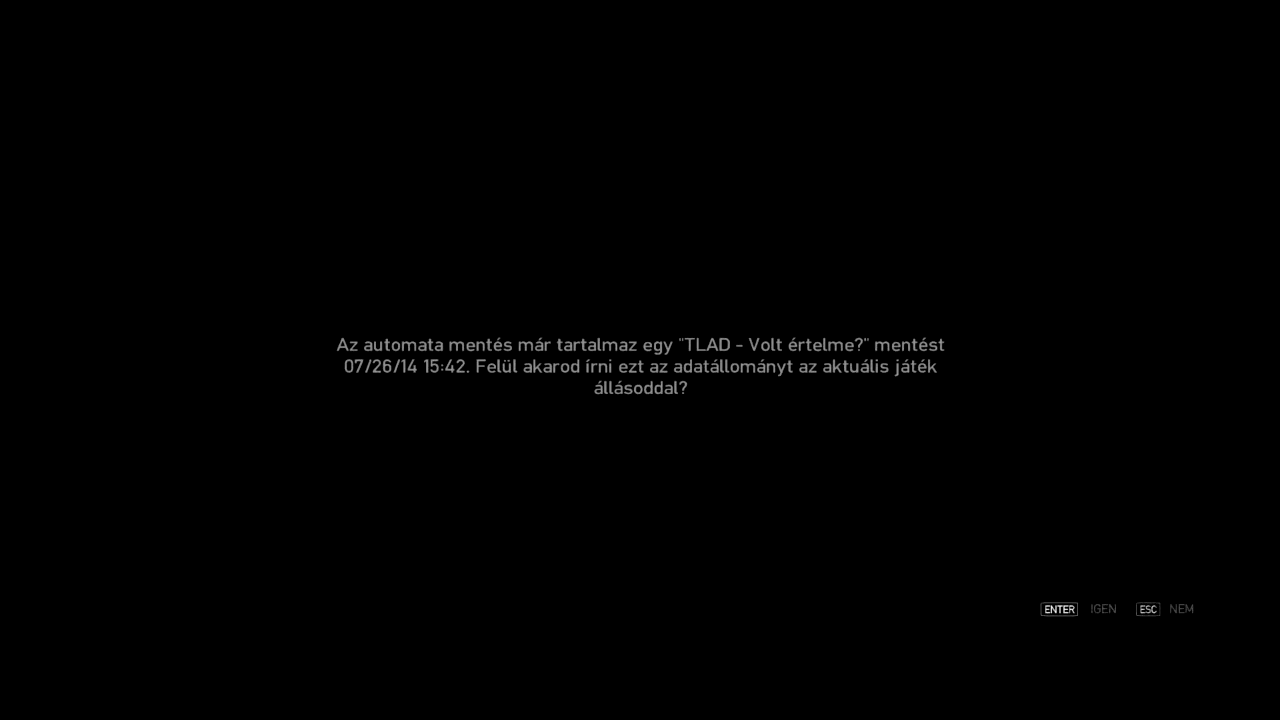 Az automata mentés már tartalmaz egy "TLAD - Volt értelme?" mentést
07/26/14 15:42. Felül akarod írni ezt az adatállományt az aktuális játék
állásoddal?
ENTER IGEN ESC NEM